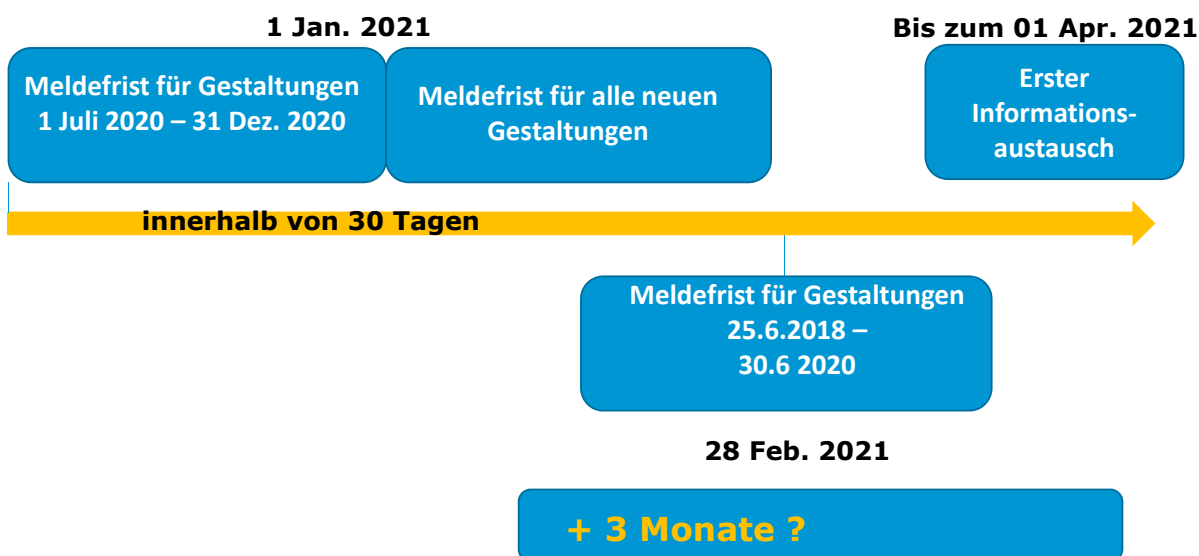 1 Jan. 2021
Bis zum 01 Apr. 2021
Meldefrist für Gestaltungen
1 Juli 2020 – 31 Dez. 2020
Meldefrist für alle neuen
Gestaltungen
Erster
Informations-
austausch
innerhalb von 30 Tagen
Meldefrist für Gestaltungen
25.6.2018 –
30.6 2020
28 Feb. 2021
+ 3 Monate ?